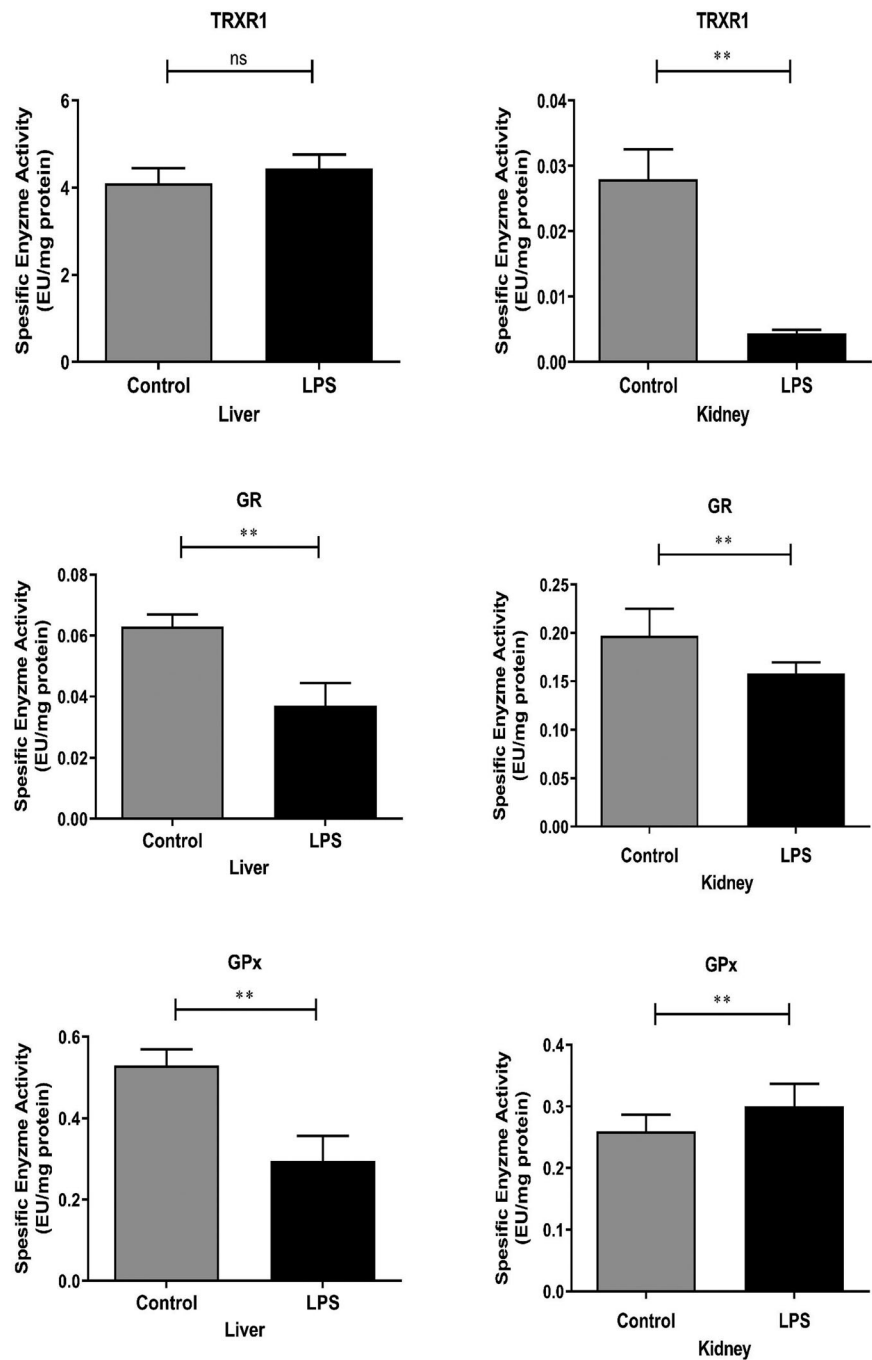 TRXR1
ns
Spesific Enyzme Activity
(EU/mg protein)
6
4
2
0
Control
LPS
Liver
TRXR1
**
Spesific Enyzme Activity
(EU/mg protein)
0.04
0.03
0.02
0.01
0.00
Control
LPS
Kidney
GR
**
Spesific Enyzme Activity
(EU/mg protein)
0.08
0.06
0.04
0.02
0.00
Control
LPS
Liver
GR
**
Spesific Enyzme Activity
(EU/mg protein)
0.25
0.20
0.15
0.10
0.05
0.00
Control
LPS
Kidney
GPx
**
Spesific Enyzme Activity
(EU/mg protein)
0.6
0.4
0.2
0.0
Control
LPS
Liver
GPx
**
Spesific Enyzme Activity
(EU/mg protein)
0.4
0.3
0.2
0.1
0.0
Control
LPS
Kidney